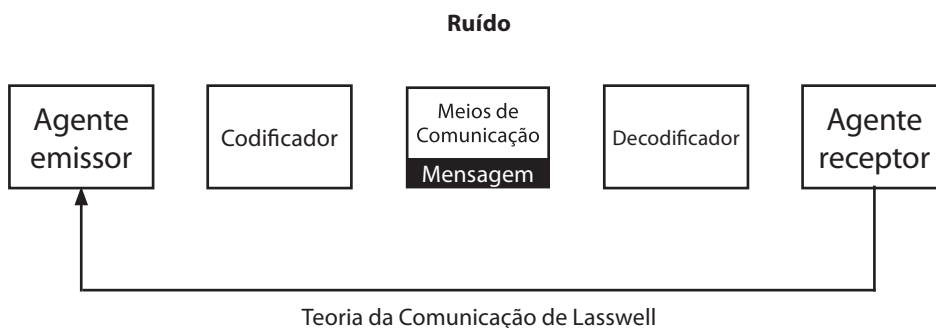 Ruído
Agente
emissor
Codificador
Meios de
Comunicação
Mensagem
Decodificador
Agente
receptor
Teoria da Comunicação de Lasswell